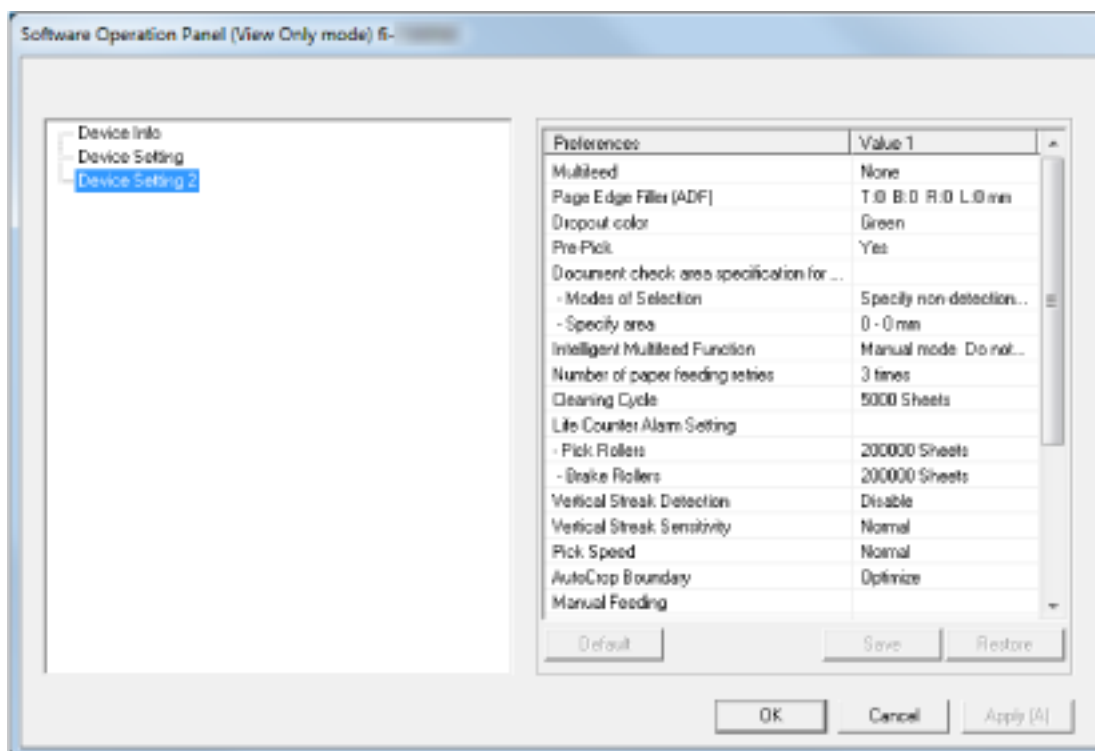 Software Operation Panel (View Only mode) fi-
Device Info
Device Setting
Device Setting 2
Preferences Value 1
Multifeed None
Page Edge Filler (ADF) T:0 B:0 R:0 L:0 mm
Dropout color Green
Pre-Pick Yes
Document check area specification for ...
- Modes of Selection Specify non-detection...
- Specify area 0 - 0 mm
Intelligent Multifeed Function Manual mode Do not...
Number of paper feeding retries 3 times
Cleaning Cycle 5000 Sheets
Life Counter Alarm Setting
- Pick Rollers 200000 Sheets
- Brake Rollers 200000 Sheets
Vertical Streak Detection Disable
Vertical Streak Sensitivity Normal
Pick Speed Normal
AutoCrop Boundary Optimize
Manual Feeding
Default Save Restore
OK Cancel Apply (A)